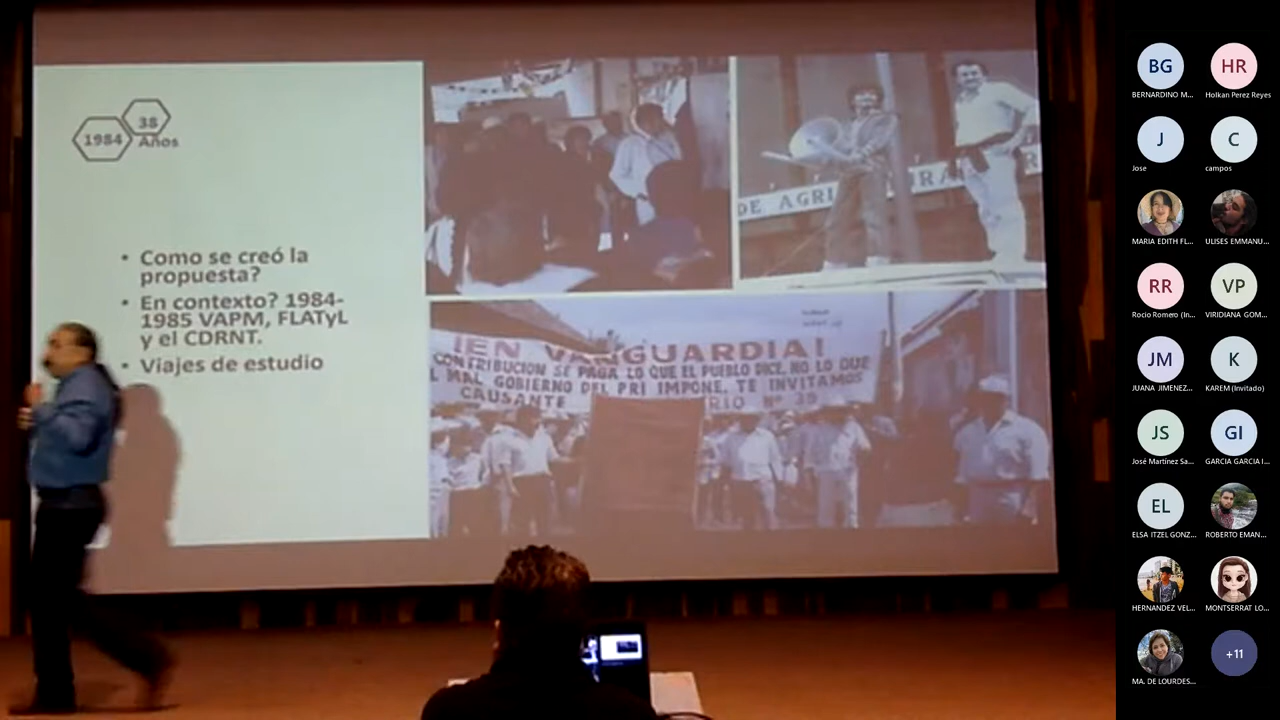 1984
38
Años
• Como se creó la
propuesta?
• En contexto? 1984-
1985 VAPM, FLATyL
y el CDRNT.
• Viajes de estudio
DE AGRI
¡EN VANGUARDIA!
CONTRIBUCION SE PAGA LO QUE EL PUEBLO DICE, NO LO QUE
L MAL GOBIERNO DEL PRI IMPONE, TE INVITAMOS
CAUSANTE RIO Nº 38
BG
BERNARDINO M...
HR
Holkan Perez Reyes
J
Jose
C
campos
MARIA EDITH FL...
ULISES EMMANU...
RR
Rocio Romero (In...
VP
VIRIDIANA GOM...
JM
JUANA JIMENEZ...
K
KAREM (Invitado)
JS
José Martínez Sa...
GI
GARCIA GARCIA I...
EL
ELSA ITZEL GONZ...
ROBERTO EMAN...
HERNANDEZ VEL...
MONTSERRAT LO...
MA. DE LOURDES...
+11